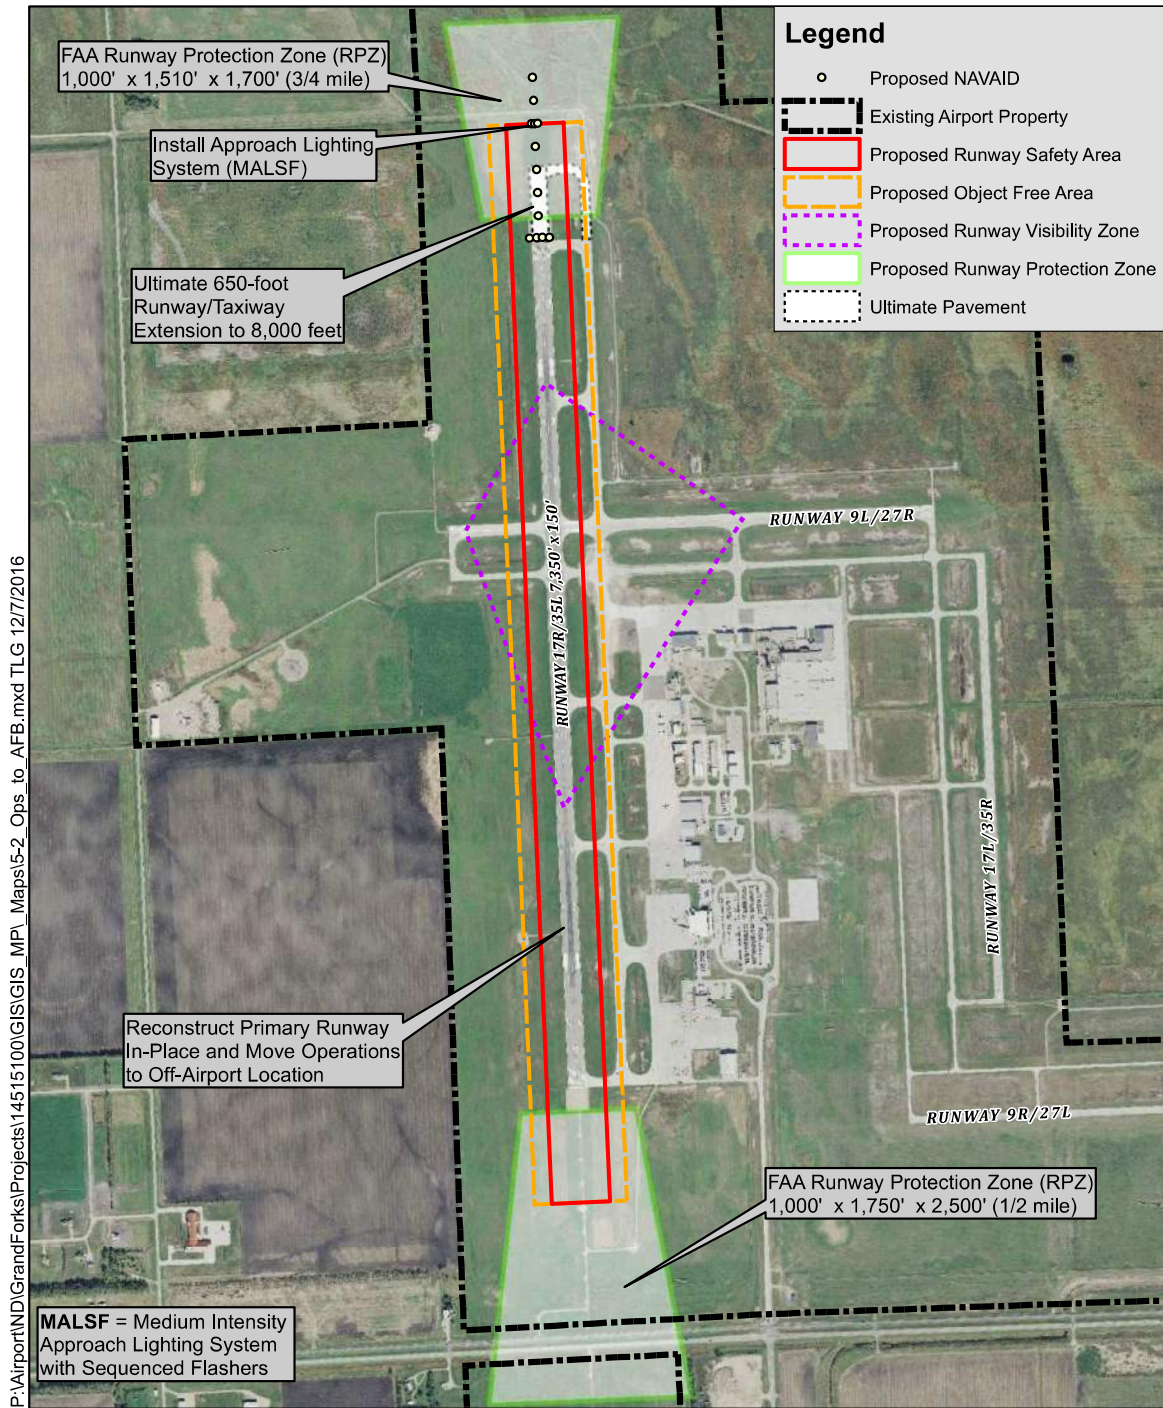 FAA Runway Protection Zone (RPZ)
1,000' x 1,510' x 1,700' (3/4 mile)
Install Approach Lighting
System (MALSF)
Ultimate 650-foot
Runway/Taxiway
Extension to 8,000 feet
Legend
Proposed NAVAID
Existing Airport Property
Proposed Runway Safety Area
Proposed Object Free Area
Proposed Runway Visibility Zone
Proposed Runway Protection Zone
Ultimate Pavement
RUNWAY 9L/27R
RUNWAY 17R/35L 7,350' x 150'
RUNWAY 17L/35R
RUNWAY 9R/27L
Reconstruct Primary Runway
In-Place and Move Operations
to Off-Airport Location
FAA Runway Protection Zone (RPZ)
1,000' x 1,750' x 2,500' (1/2 mile)
MALSF = Medium Intensity
Approach Lighting System
with Sequenced Flashers
P:\Airport\ND\GrandForks\Projects\14515100\GIS\GIS_MP\_Maps\5-2_Ops_to_AFB.mxd TLG 12/7/2016